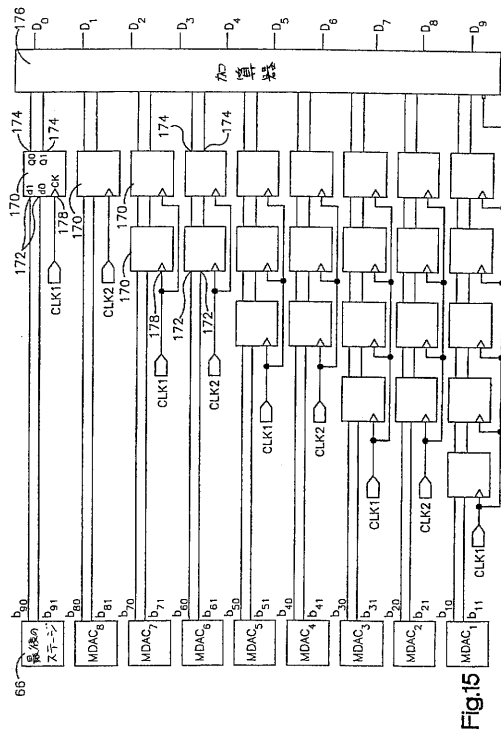 176
加算器
D0
D1
D2
D3
D4
D5
D6
D7
D8
D9
174
174
170
Q0
Q1
d1
d0
CK
172
178
CLK1
170
CLK2
170
170
178
CLK1
174
174
172
172
CLK2
CLK1
CLK2
CLK1
CLK2
CLK1
66
最後の
ステージ
b90
b91
MDAC8
b80
b81
MDAC7
b70
b71
MDAC6
b60
b61
MDAC5
b50
b51
MDAC4
b40
b41
MDAC3
b30
b31
MDAC2
b20
b21
MDAC1
b10
b11
Fig.15